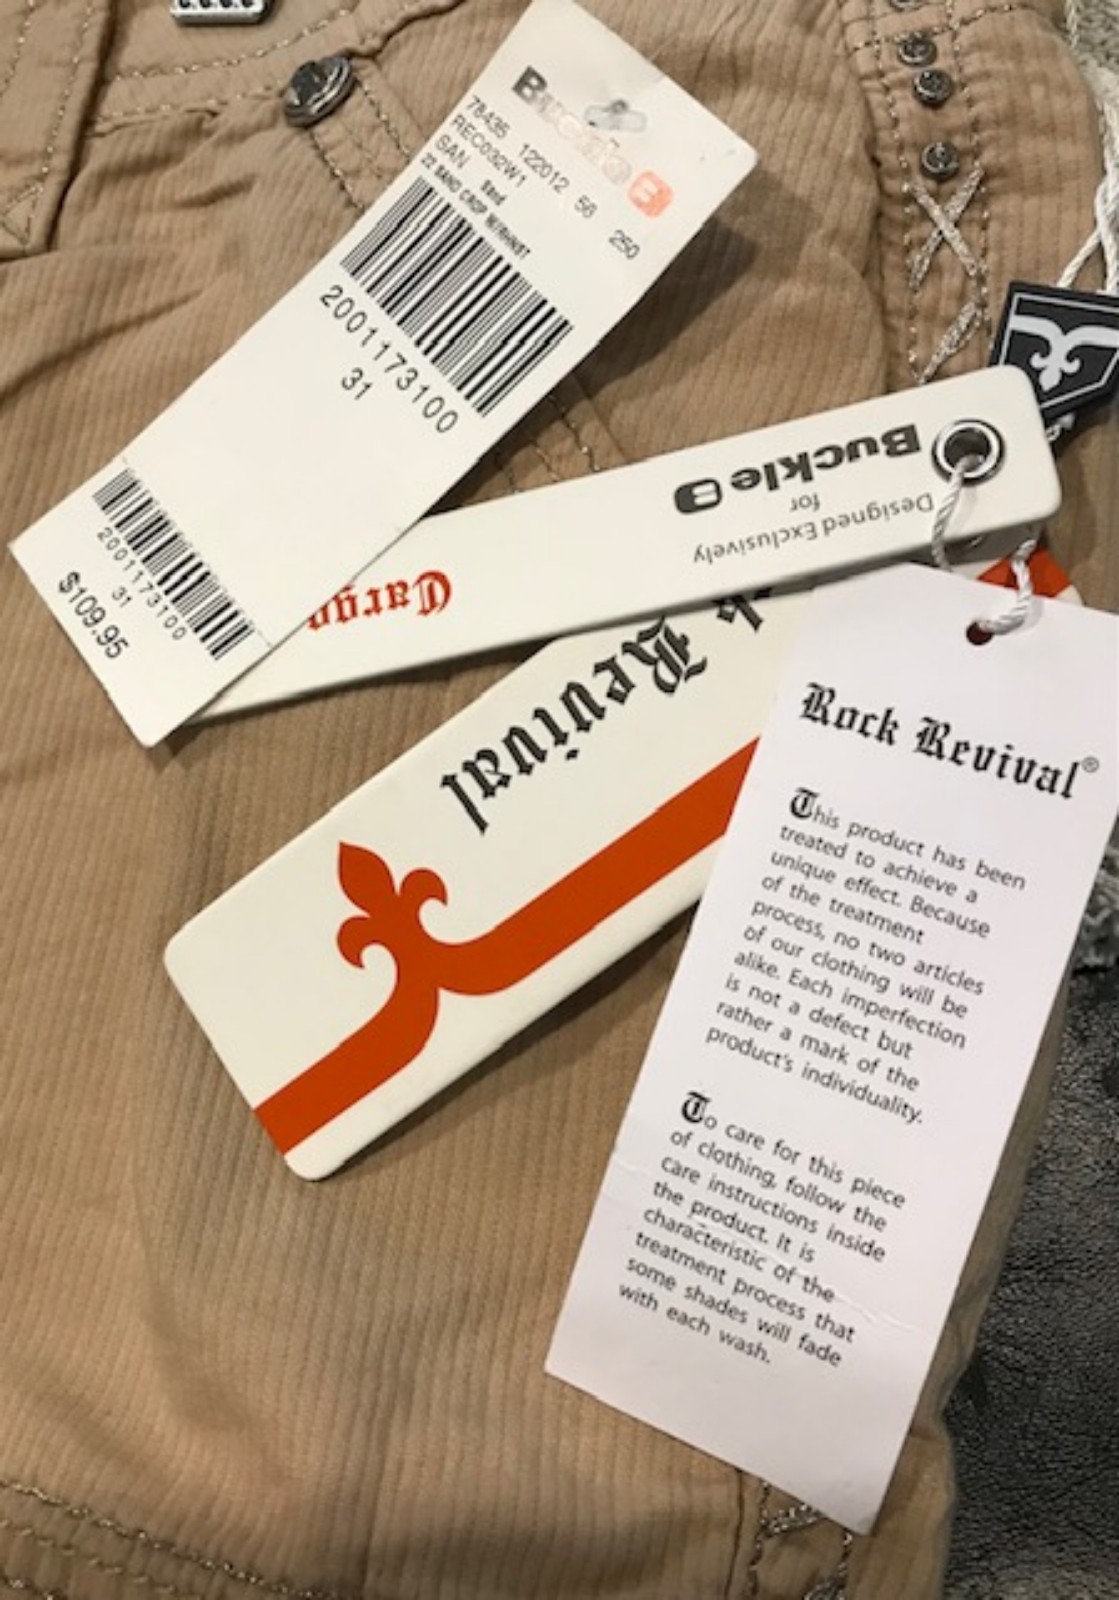 Buckle B
78435 122012 56 250
REC032W1
SAN Sand
22 SAND CROP W/RHINST
2001173100
31
2001173100
31
$109.95
Designed Exclusively
for
Buckle B
Cargo
Revival
Rock Revival®
This product has been
treated to achieve a
unique effect. Because
of the treatment
process, no two articles
of our clothing will be
alike. Each imperfection
is not a defect but
rather a mark of the
product's individuality.
To care for this piece
of clothing, follow the
care instructions inside
the product. It is
characteristic of the
treatment process that
some shades will fade
with each wash.